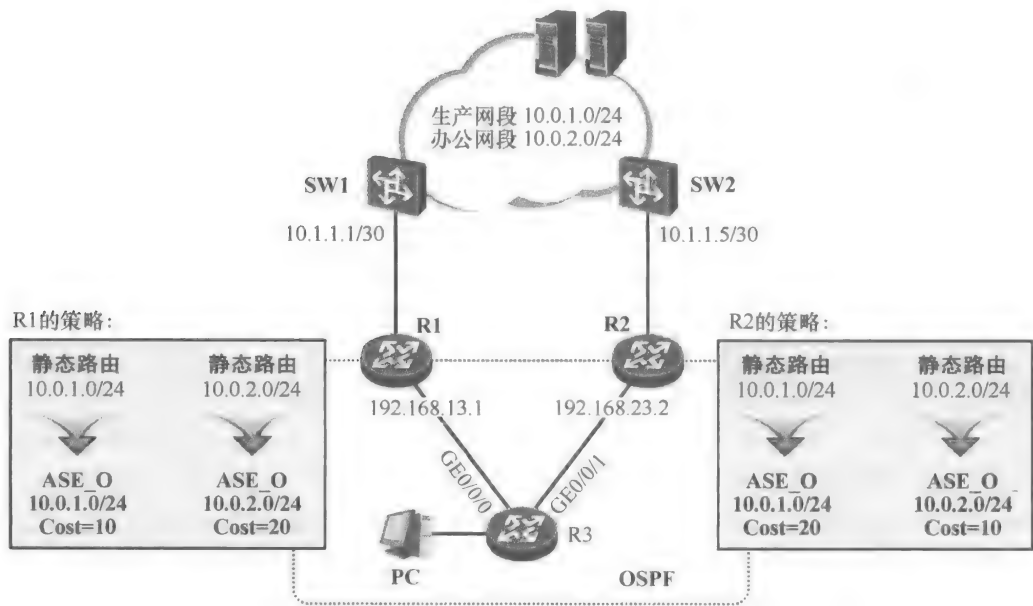 生产网段 10.0.1.0/24
办公网段 10.0.2.0/24
SW1
SW2
10.1.1.1/30
10.1.1.5/30
R1的策略:
R1
R2
R2的策略:
静态路由
10.0.1.0/24
静态路由
10.0.2.0/24
静态路由
10.0.1.0/24
静态路由
10.0.2.0/24
192.168.13.1
192.168.23.2
ASE_O
10.0.1.0/24
Cost=10
ASE_O
10.0.2.0/24
Cost=20
ASE_O
10.0.1.0/24
Cost=20
ASE_O
10.0.2.0/24
Cost=10
GE0/0/0
GE0/0/1
R3
PC
OSPF